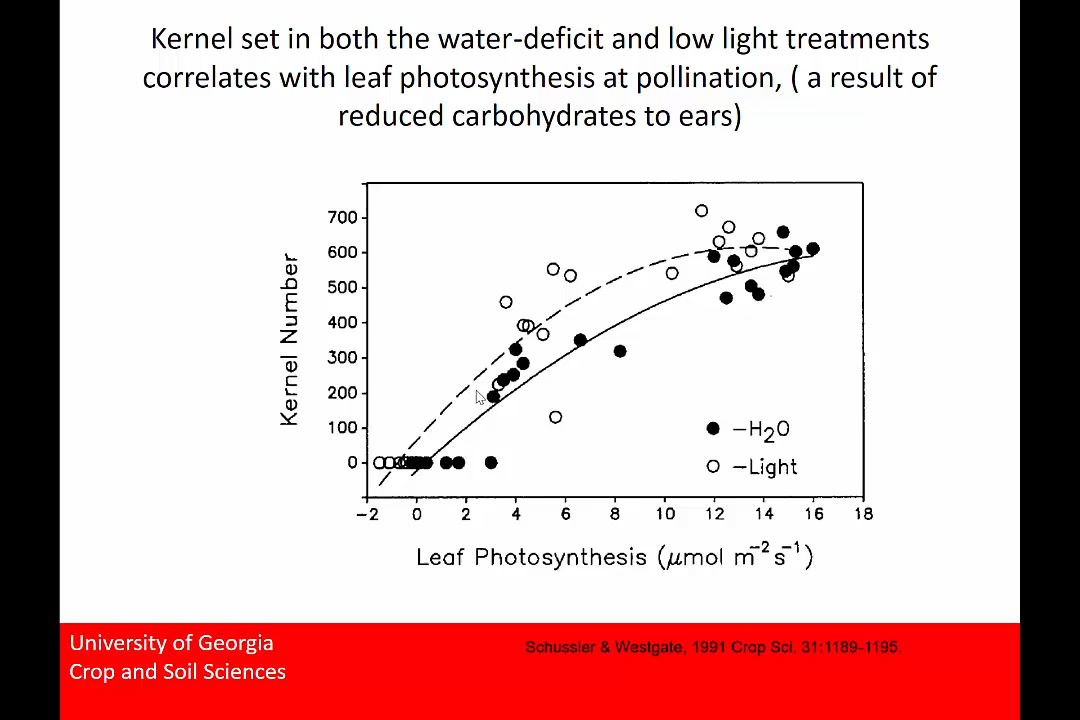 Kernel set in both the water-deficit and low light treatments
correlates with leaf photosynthesis at pollination, ( a result of
reduced carbohydrates to ears)
Kernel Number
700
600
500
400
300
200
100
0
−H2O
−Light
−2 0 2 4 6 8 10 12 14 16 18
Leaf Photosynthesis (μmol m⁻² s⁻¹)
University of Georgia
Crop and Soil Sciences
Schussler & Westgate, 1991 Crop Sci. 31:1189-1195.